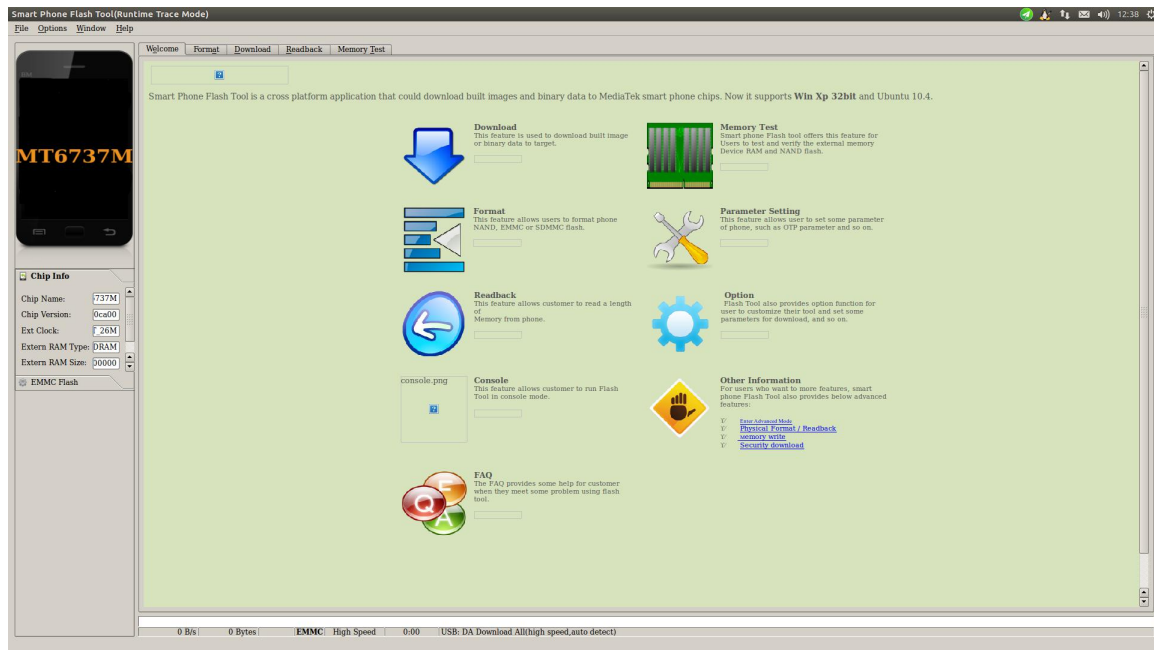 Smart Phone Flash Tool(Runtime Trace Mode)
12:38
File Options Window Help
Welcome Format Download Readback Memory Test
BM
MT6737M
Smart Phone Flash Tool is a cross platform application that could download built images and binary data to MediaTek smart phone chips. Now it supports Win Xp 32bit and Ubuntu 10.4.
Download
This feature is used to download built image
or binary data to target.
Memory Test
Smart phone Flash tool offers this feature for
Users to test and verify the external memory
Device RAM and NAND flash.
Format
This feature allows users to format phone
NAND, EMMC or SDMMC flash.
Parameter Setting
This feature allows user to set some parameter
of phone, such as OTP parameter and so on.
Readback
This feature allows customer to read a length
of
Memory from phone.
Option
Flash Tool also provides option function for
user to customize their tool and set some
parameters for download, and so on.
console.png
Console
This feature allows customer to run Flash
Tool in console mode.
Other Information
For users who want to more features, smart
phone Flash Tool also provides below advanced
features:
Enter Advanced Mode
Physical Format / Readback
Memory write
Security download
F
Q
A
FAQ
The FAQ provides some help for customer
when they meet some problem using flash
tool.
Chip Info
Chip Name: 737M
Chip Version: 0ca00
Ext Clock: _26M
Extern RAM Type: DRAM
Extern RAM Size: 00000
EMMC Flash
0 B/s 0 Bytes EMMC High Speed 0:00 USB: DA Download All(high speed,auto detect)